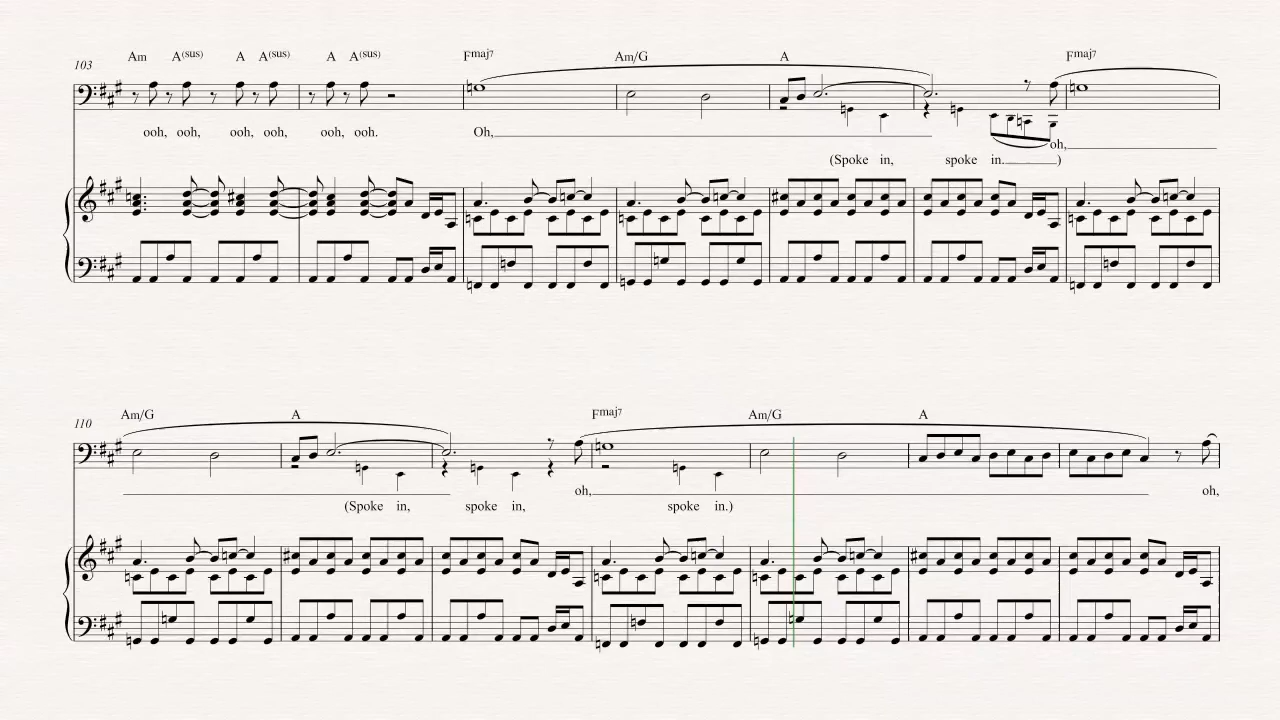 Am A(sus) A A(sus) A A(sus) Fmaj7 Am/G A Fmaj7
103
ooh, ooh, ooh, ooh, ooh, ooh. Oh, oh,
(Spoke in, spoke in. )
Am/G A Fmaj7 Am/G A
110
oh, oh,
(Spoke in, spoke in, spoke in.)